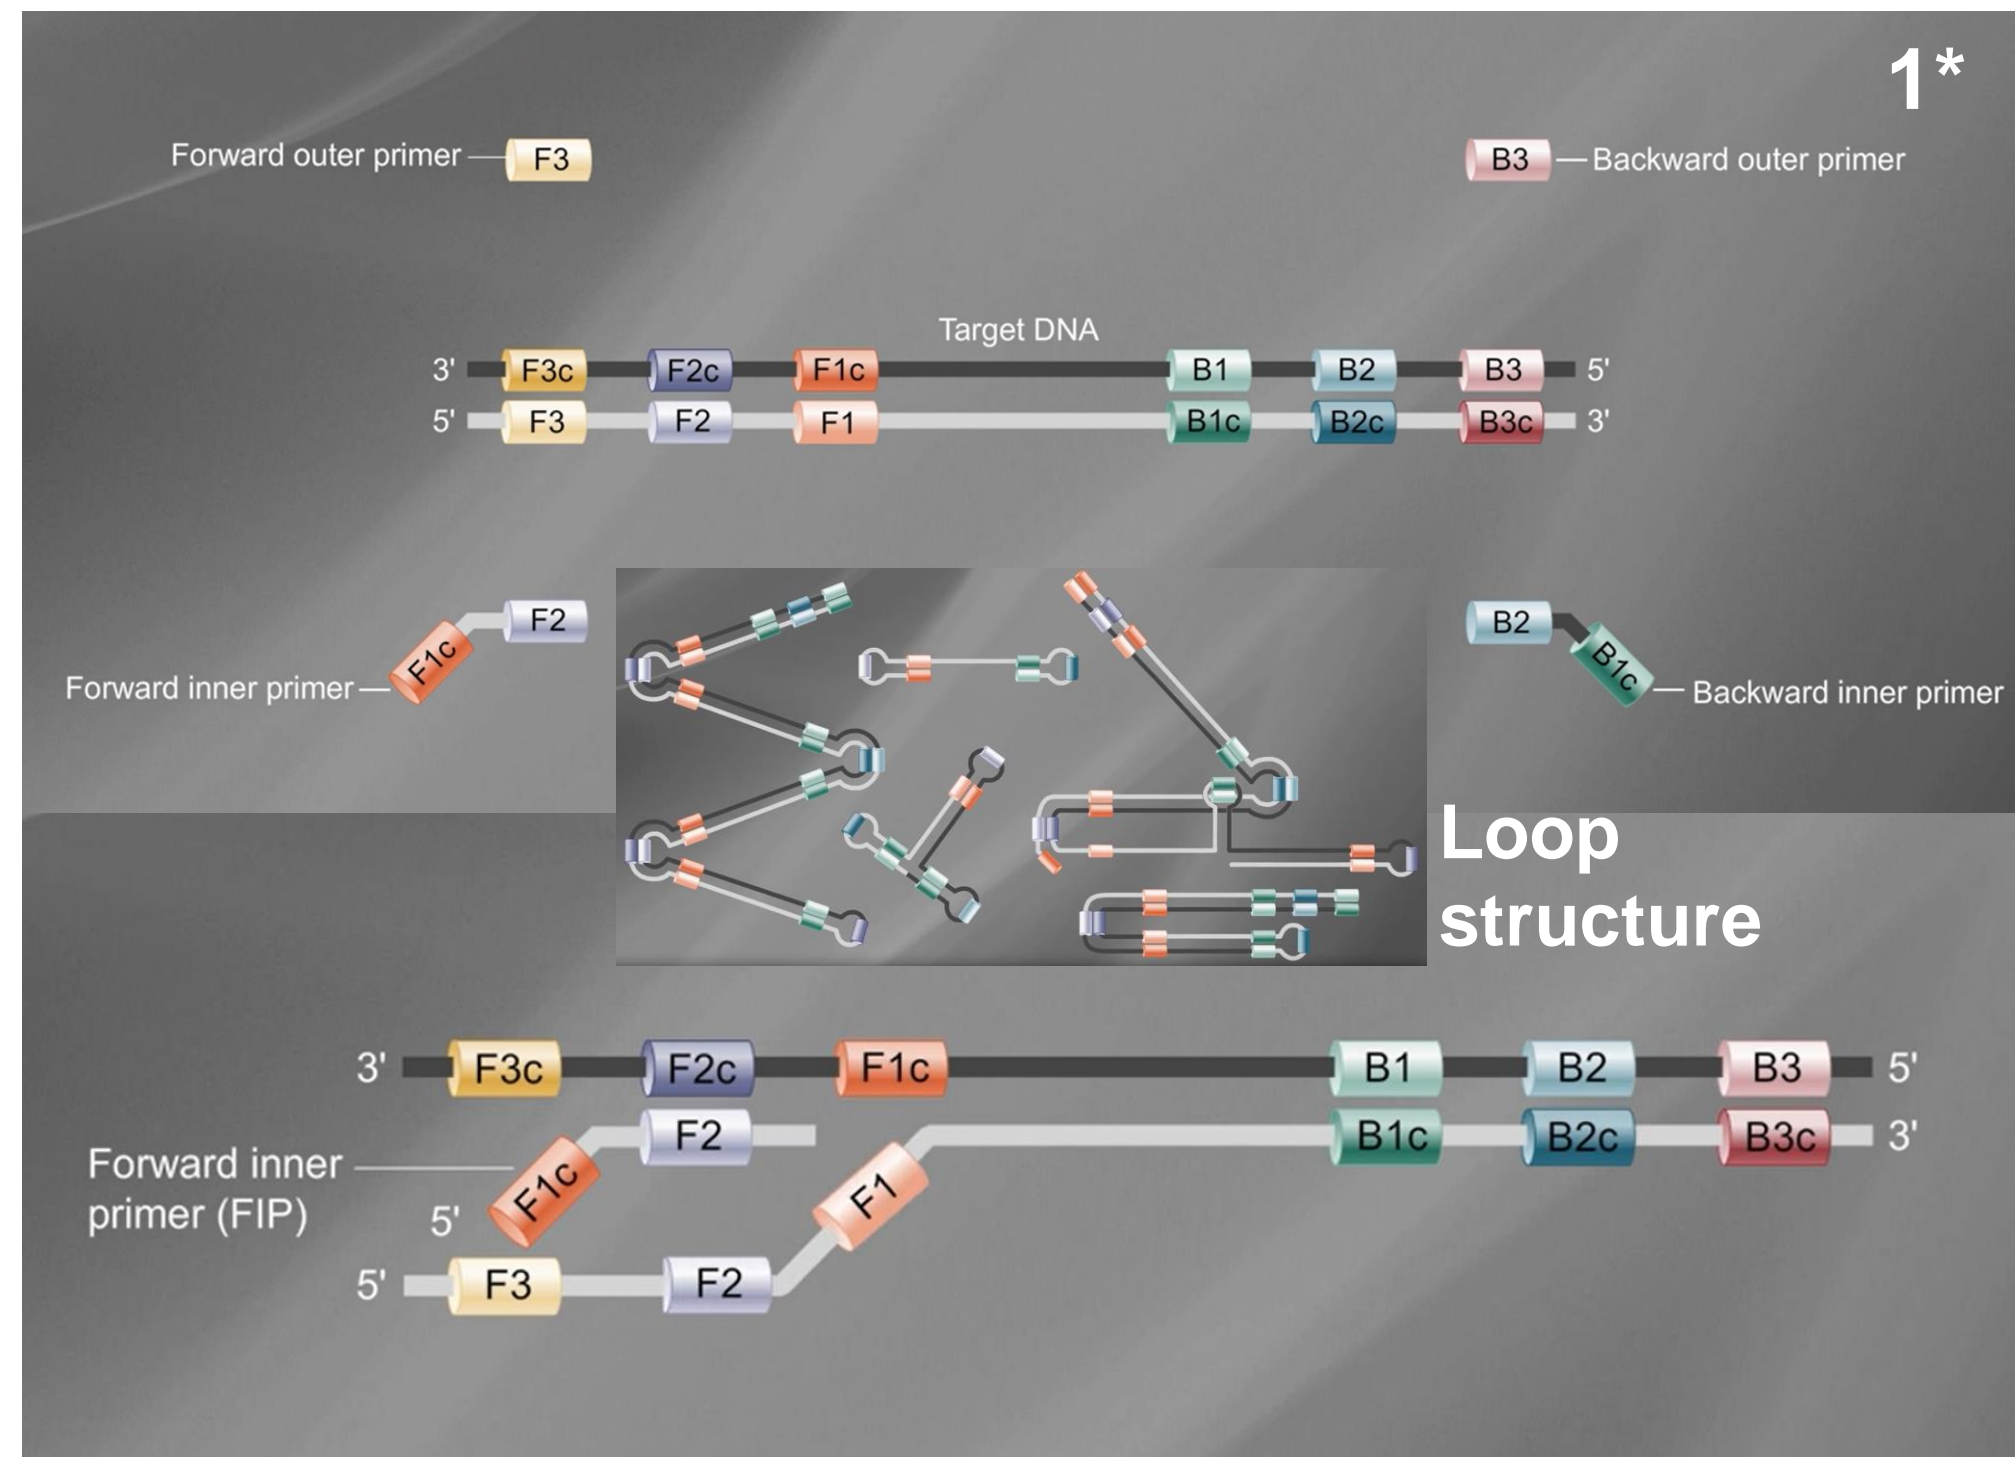 1*
Forward outer primer
F3
B3
Backward outer primer
Target DNA
3' F3c F2c F1c B1 B2 B3 5'
5' F3 F2 F1 B1c B2c B3c 3'
F2
F1c
Forward inner primer
B2
B1c
Backward inner primer
Loop
structure
3' F3c F2c F1c B1 B2 B3 5'
F2 B1c B2c B3c 3'
Forward inner
primer (FIP)
F1c
F1
5'
5' F3 F2